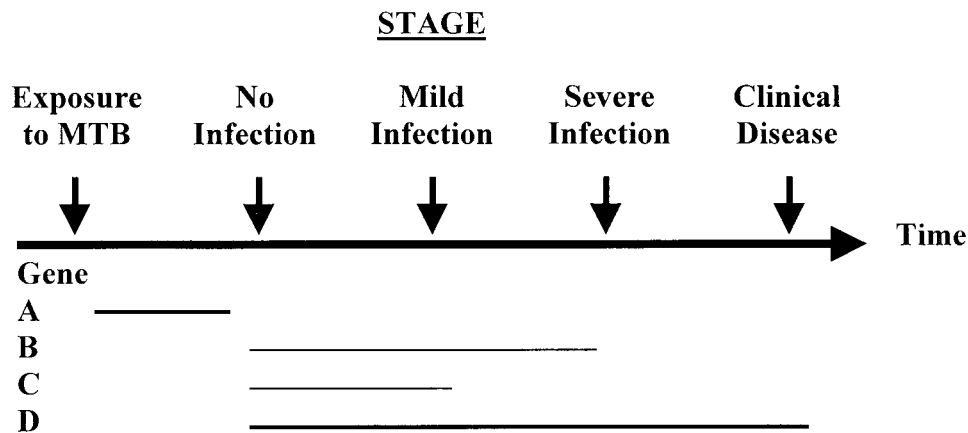 STAGE
Exposure to MTB
No Infection
Mild Infection
Severe Infection
Clinical Disease
Time
Gene
A
B
C
D